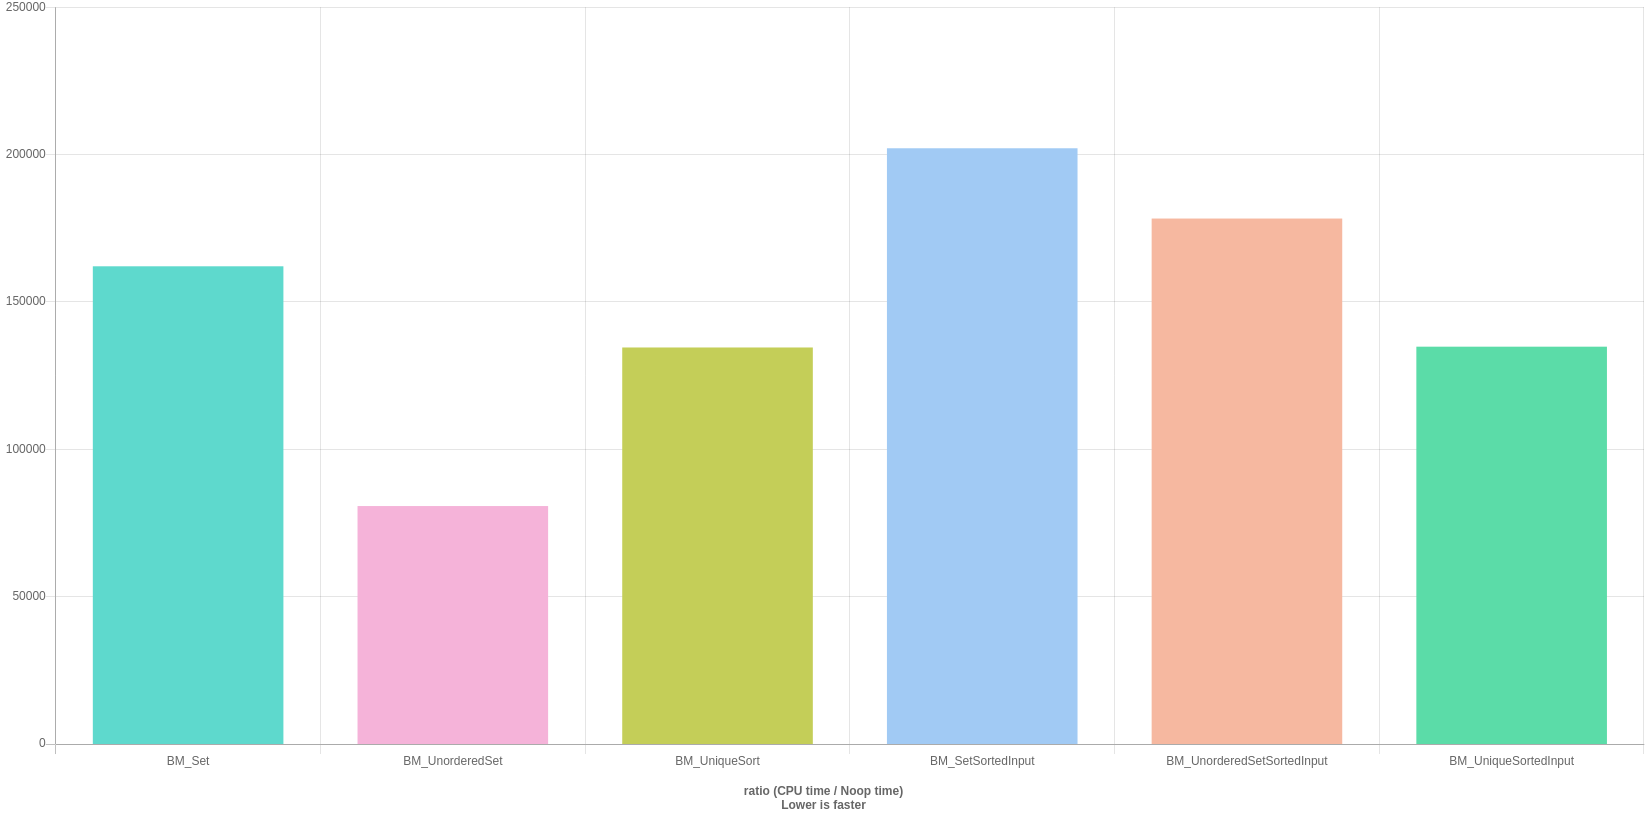 250000
200000
150000
100000
50000
0
BM_Set BM_UnorderedSet BM_UniqueSort BM_SetSortedInput BM_UnorderedSetSortedInput BM_UniqueSortedInput
ratio (CPU time / Noop time)
Lower is faster